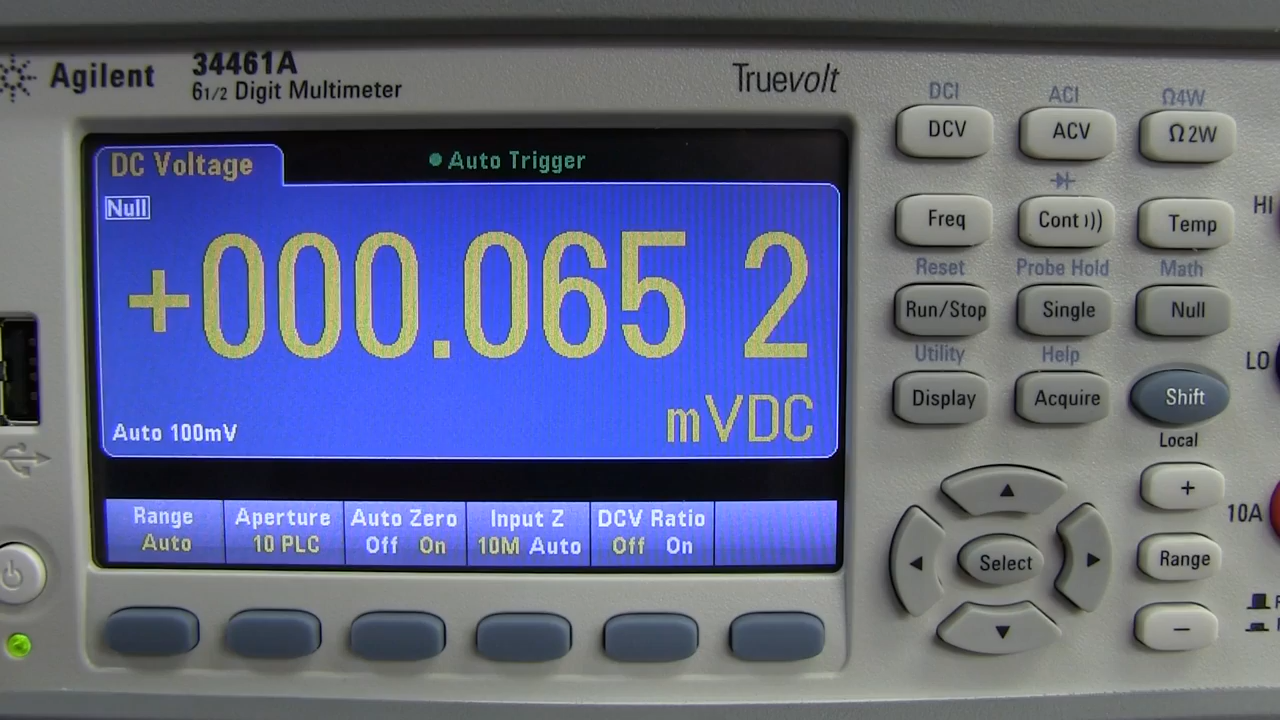 Agilent 34461A
6 1/2 Digit Multimeter
Truevolt
DC Voltage
Auto Trigger
Null
+000.065 2
mVDC
Auto 100mV
Range Auto
Aperture 10 PLC
Auto Zero Off On
Input Z 10M Auto
DCV Ratio Off On
DCI ACI Ω4W
DCV ACV Ω2W
Freq Cont Temp
Reset Probe Hold Math
Run/Stop Single Null
Utility Help
Display Acquire Shift
Local
+
Select
Range
−
HI
LO
10A